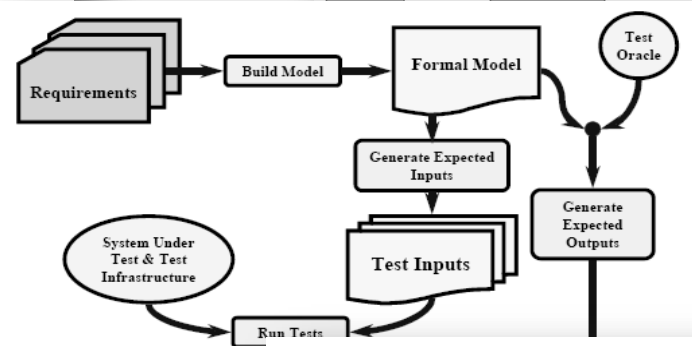 Requirements
Build Model
Formal Model
Test
Oracle
Generate Expected
Inputs
Generate
Expected
Outputs
System Under
Test & Test
Infrastructure
Test Inputs
Run Tests